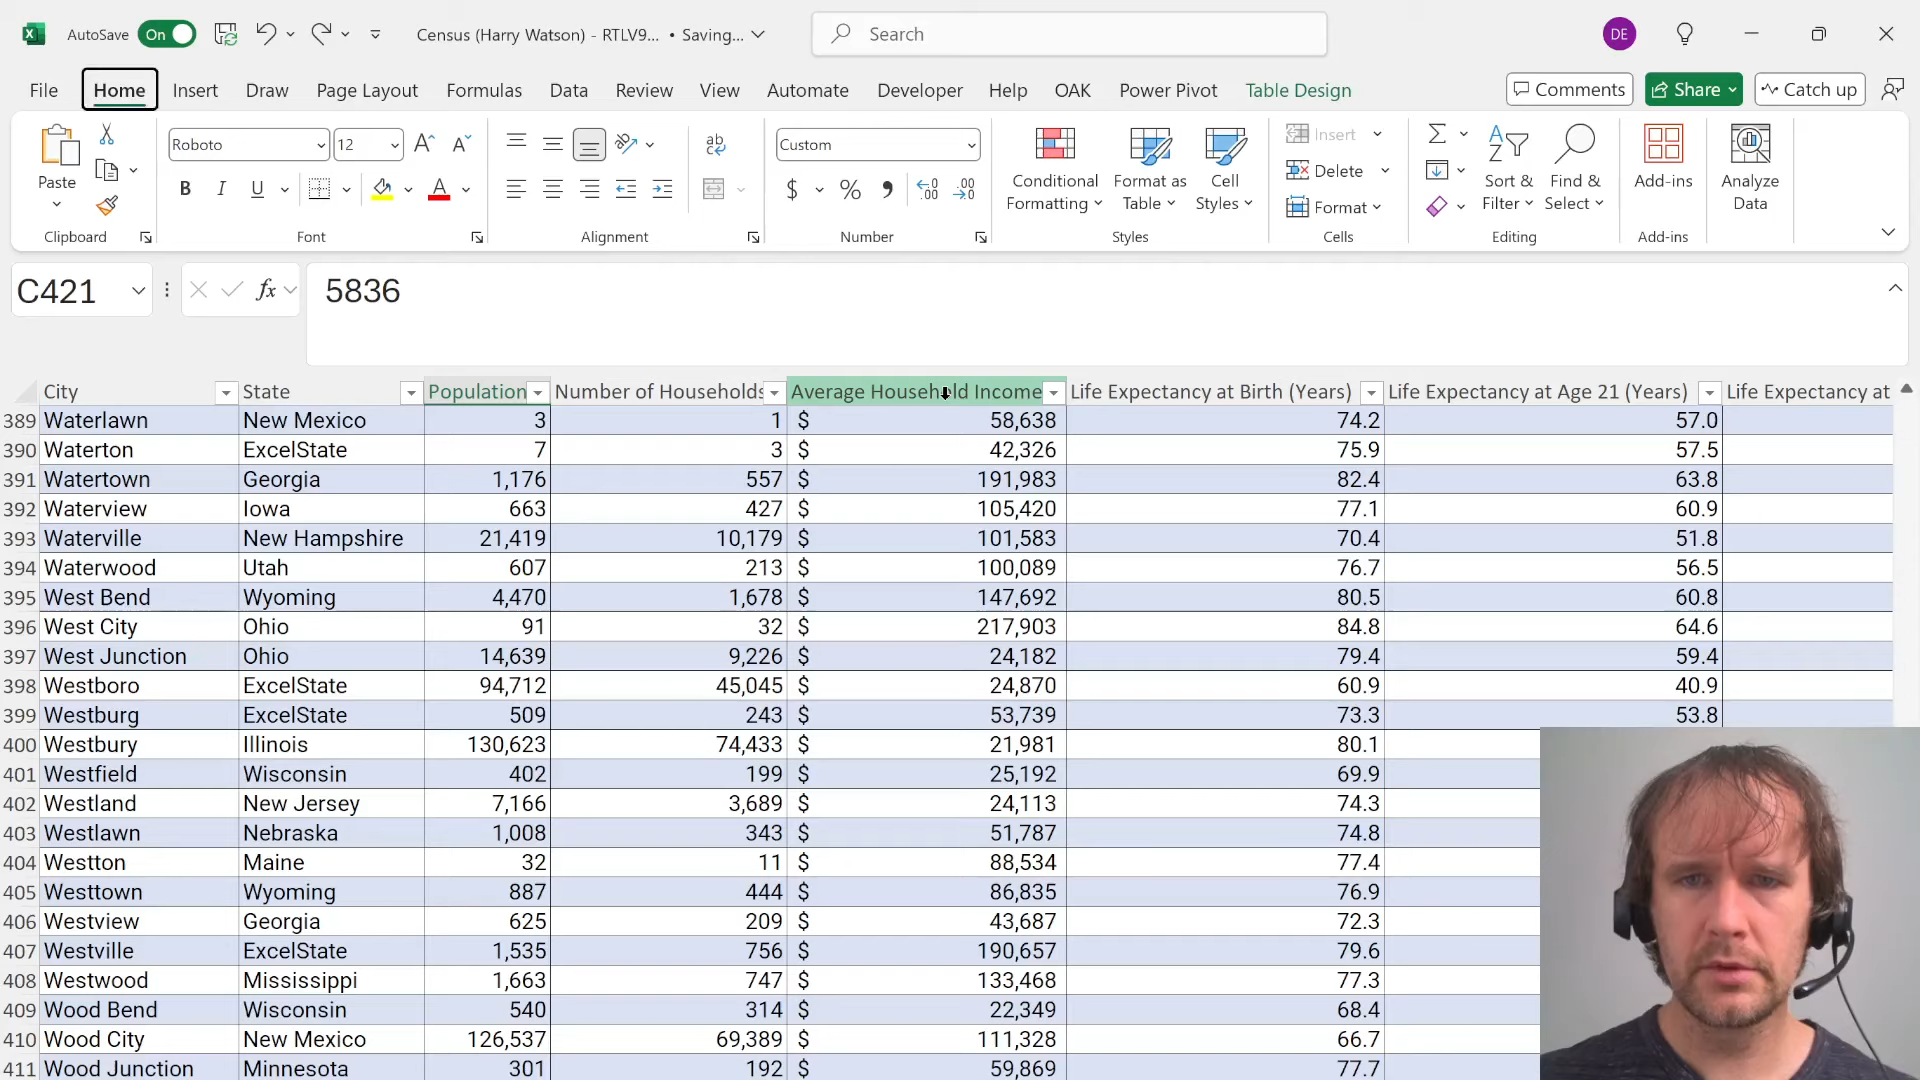 AutoSave On Census (Harry Watson) - RTLV9... • Saving... Search DE
File Home Insert Draw Page Layout Formulas Data Review View Automate Developer Help OAK Power Pivot Table Design Comments Share Catch up
Paste Roboto 12 Custom Conditional Formatting Format as Table Cell Styles Insert Delete Format Sort & Filter Find & Select Add-ins Analyze Data
Clipboard Font Alignment Number Styles Cells Editing Add-ins
C421 fx 5836
City State Population Number of Households Average Household Income Life Expectancy at Birth (Years) Life Expectancy at Age 21 (Years) Life Expectancy at
389 Waterlawn New Mexico 3 1 $ 58,638 74.2 57.0
390 Waterton ExcelState 7 3 $ 42,326 75.9 57.5
391 Watertown Georgia 1,176 557 $ 191,983 82.4 63.8
392 Waterview Iowa 663 427 $ 105,420 77.1 60.9
393 Waterville New Hampshire 21,419 10,179 $ 101,583 70.4 51.8
394 Waterwood Utah 607 213 $ 100,089 76.7 56.5
395 West Bend Wyoming 4,470 1,678 $ 147,692 80.5 60.8
396 West City Ohio 91 32 $ 217,903 84.8 64.6
397 West Junction Ohio 14,639 9,226 $ 24,182 79.4 59.4
398 Westboro ExcelState 94,712 45,045 $ 24,870 60.9 40.9
399 Westburg ExcelState 509 243 $ 53,739 73.3 53.8
400 Westbury Illinois 130,623 74,433 $ 21,981 80.1
401 Westfield Wisconsin 402 199 $ 25,192 69.9
402 Westland New Jersey 7,166 3,689 $ 24,113 74.3
403 Westlawn Nebraska 1,008 343 $ 51,787 74.8
404 Westton Maine 32 11 $ 88,534 77.4
405 Westtown Wyoming 887 444 $ 86,835 76.9
406 Westview Georgia 625 209 $ 43,687 72.3
407 Westville ExcelState 1,535 756 $ 190,657 79.6
408 Westwood Mississippi 1,663 747 $ 133,468 77.3
409 Wood Bend Wisconsin 540 314 $ 22,349 68.4
410 Wood City New Mexico 126,537 69,389 $ 111,328 66.7
411 Wood Junction Minnesota 301 192 $ 59,869 77.7